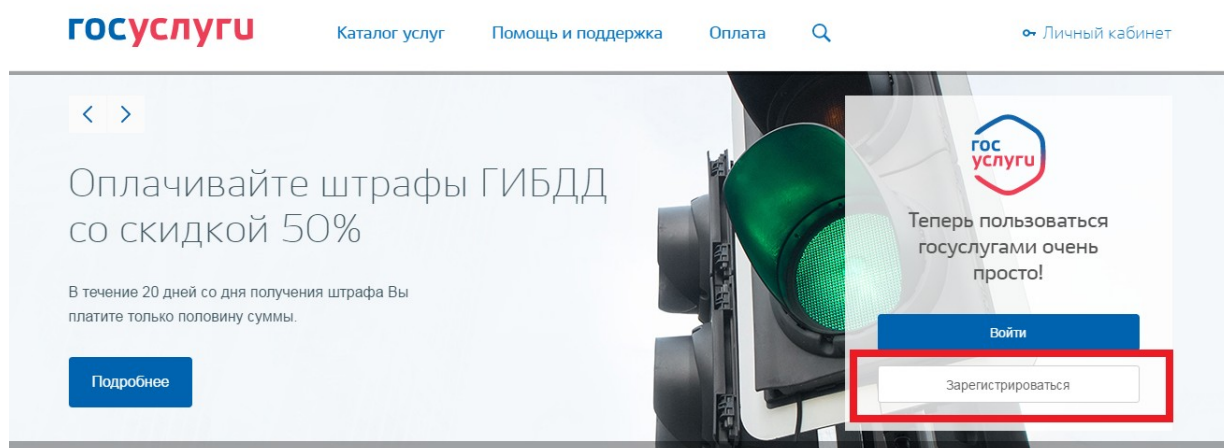 госуслуги Каталог услуг Помощь и поддержка Оплата Личный кабинет
Оплачивайте штрафы ГИБДД
со скидкой 50%
В течение 20 дней со дня получения штрафа Вы
платите только половину суммы.
Подробнее
гос
услуги
Теперь пользоваться
госуслугами очень
просто!
Войти
Зарегистрироваться